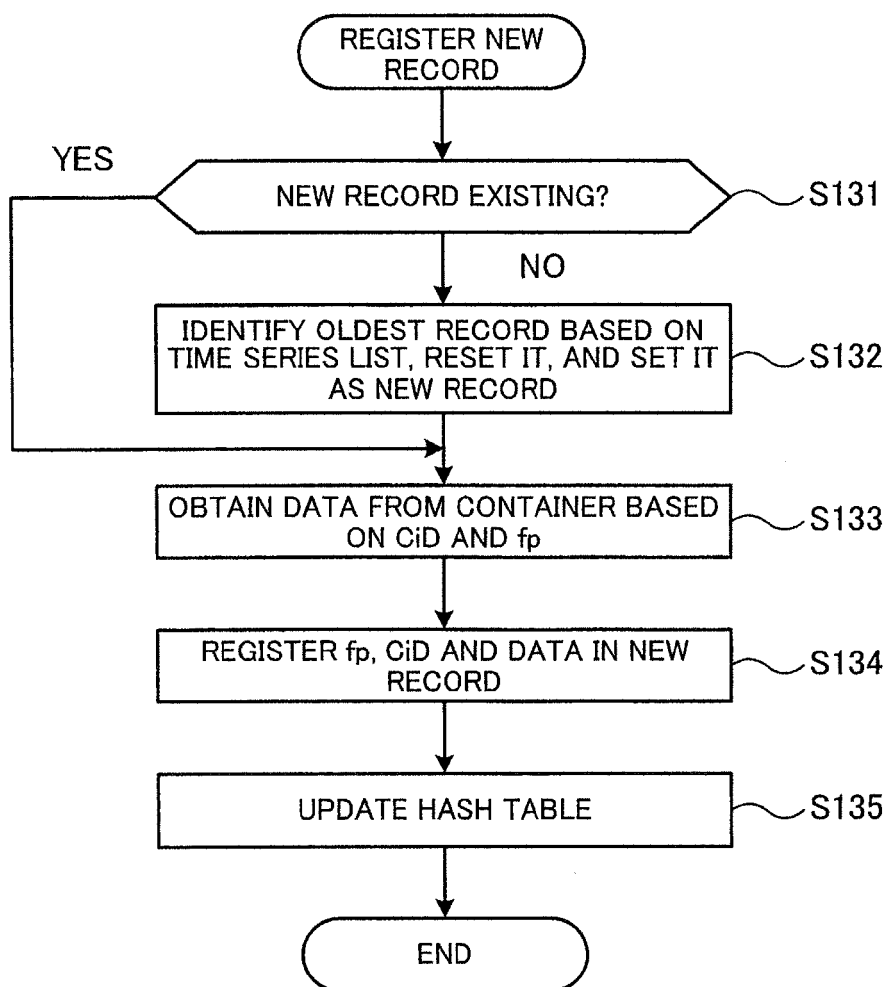 REGISTER NEW
RECORD
YES
NEW RECORD EXISTING?
S131
NO
IDENTIFY OLDEST RECORD BASED ON
TIME SERIES LIST, RESET IT, AND SET IT
AS NEW RECORD
S132
OBTAIN DATA FROM CONTAINER BASED
ON CiD AND fp
S133
REGISTER fp, CiD AND DATA IN NEW
RECORD
S134
UPDATE HASH TABLE
S135
END